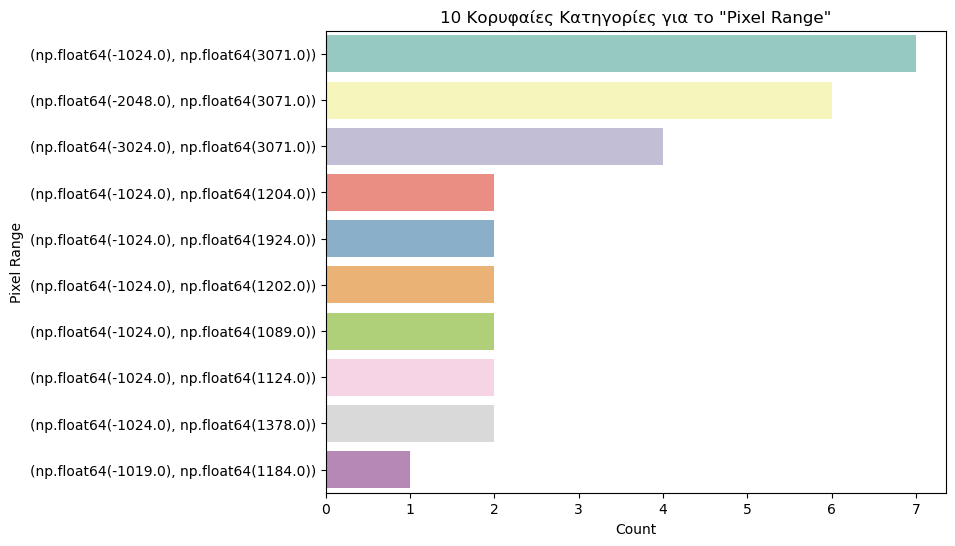 10 Κορυφαίες Κατηγορίες για το "Pixel Range"
(np.float64(-1024.0), np.float64(3071.0))
(np.float64(-2048.0), np.float64(3071.0))
(np.float64(-3024.0), np.float64(3071.0))
(np.float64(-1024.0), np.float64(1204.0))
(np.float64(-1024.0), np.float64(1924.0))
(np.float64(-1024.0), np.float64(1202.0))
(np.float64(-1024.0), np.float64(1089.0))
(np.float64(-1024.0), np.float64(1124.0))
(np.float64(-1024.0), np.float64(1378.0))
(np.float64(-1019.0), np.float64(1184.0))
Pixel Range
0 1 2 3 4 5 6 7
Count